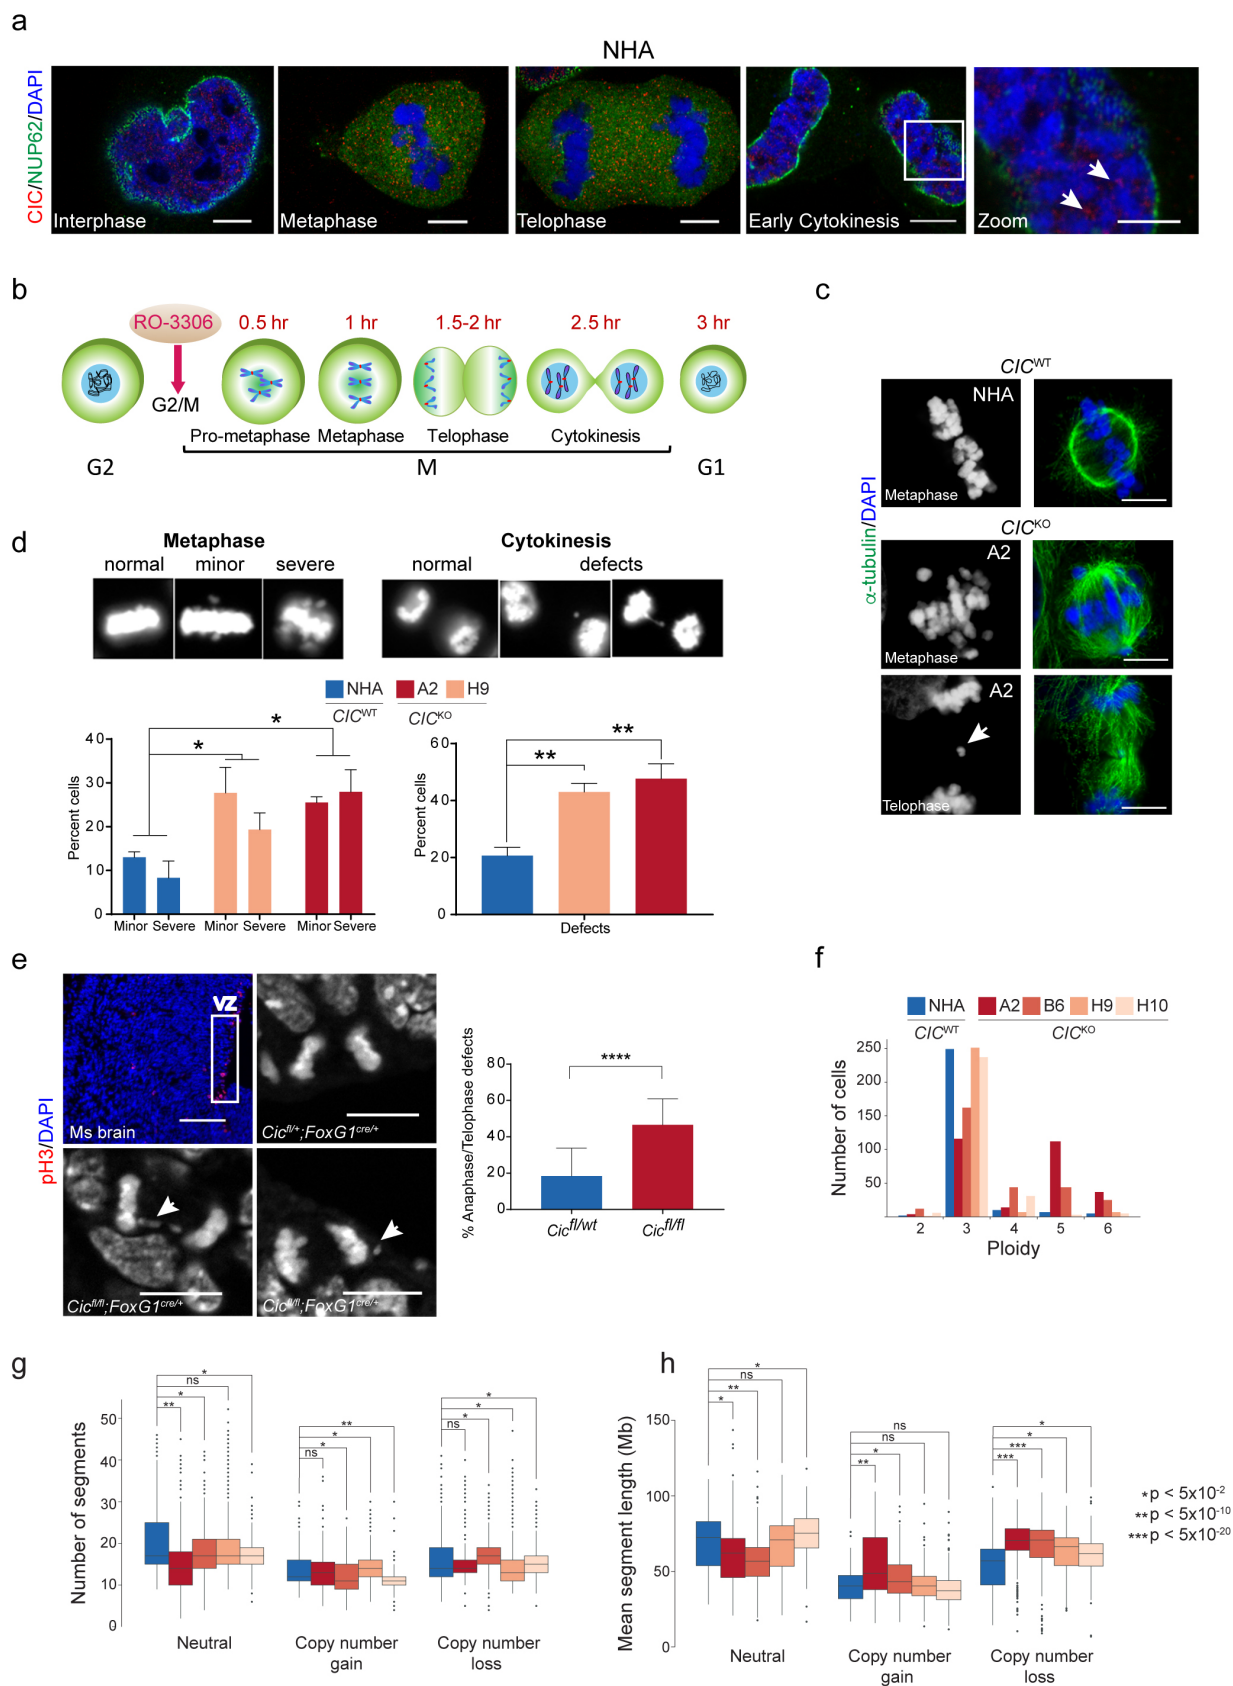 a
NHA
CIC/NUP62/DAPI
Interphase
Metaphase
Telophase
Early Cytokinesis
Zoom
b
RO-3306
0.5 hr
1 hr
1.5-2 hr
2.5 hr
3 hr
G2/M
Pro-metaphase
Metaphase
Telophase
Cytokinesis
G2
M
G1
c
CIC^WT
NHA
Metaphase
CIC^KO
A2
Metaphase
A2
Telophase
α-tubulin/DAPI
d
Metaphase
normal minor severe
Cytokinesis
normal defects
NHA A2 H9
CIC^WT CIC^KO
Percent cells
40
30
20
10
0
* *
Minor Severe Minor Severe Minor Severe
Percent cells
60
40
20
0
** **
Defects
e
pH3/DAPI
VZ
Ms brain
Cic^fl/+;FoxG1^cre/+
Cic^fl/fl;FoxG1^cre/+
Cic^fl/fl;FoxG1^cre/+
% Anaphase/Telophase defects
80
60
40
20
0
****
Cic^fl/wt Cic^fl/fl
f
NHA A2 B6 H9 H10
CIC^WT CIC^KO
Number of cells
250
200
150
100
50
2 3 4 5 6
Ploidy
g
Number of segments
50
40
30
20
10
0
*
ns
*
**
**
*
*
ns
*
*
*
ns
Neutral
Copy number gain
Copy number loss
h
Mean segment length (Mb)
150
100
50
0
*
ns
**
*
ns
ns
*
**
*
*
***
***
Neutral
Copy number gain
Copy number loss
*p < 5x10^-2
**p < 5x10^-10
***p < 5x10^-20